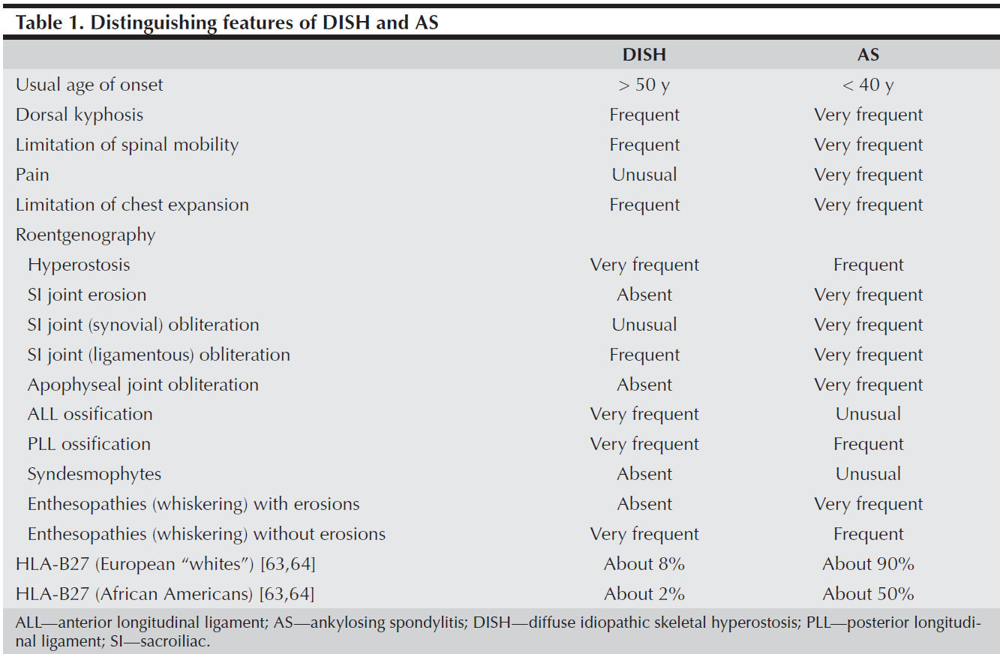 Table 1. Distinguishing features of DISH and AS
DISH AS
Usual age of onset > 50 y < 40 y
Dorsal kyphosis Frequent Very frequent
Limitation of spinal mobility Frequent Very frequent
Pain Unusual Very frequent
Limitation of chest expansion Frequent Very frequent
Roentgenography
Hyperostosis Very frequent Frequent
SI joint erosion Absent Very frequent
SI joint (synovial) obliteration Unusual Very frequent
SI joint (ligamentous) obliteration Frequent Very frequent
Apophyseal joint obliteration Absent Very frequent
ALL ossification Very frequent Unusual
PLL ossification Very frequent Frequent
Syndesmophytes Absent Unusual
Enthesopathies (whiskering) with erosions Absent Very frequent
Enthesopathies (whiskering) without erosions Very frequent Frequent
HLA-B27 (European “whites”) [63,64] About 8% About 90%
HLA-B27 (African Americans) [63,64] About 2% About 50%
ALL—anterior longitudinal ligament; AS—ankylosing spondylitis; DISH—diffuse idiopathic skeletal hyperostosis; PLL—posterior longitudi-
nal ligament; SI—sacroiliac.